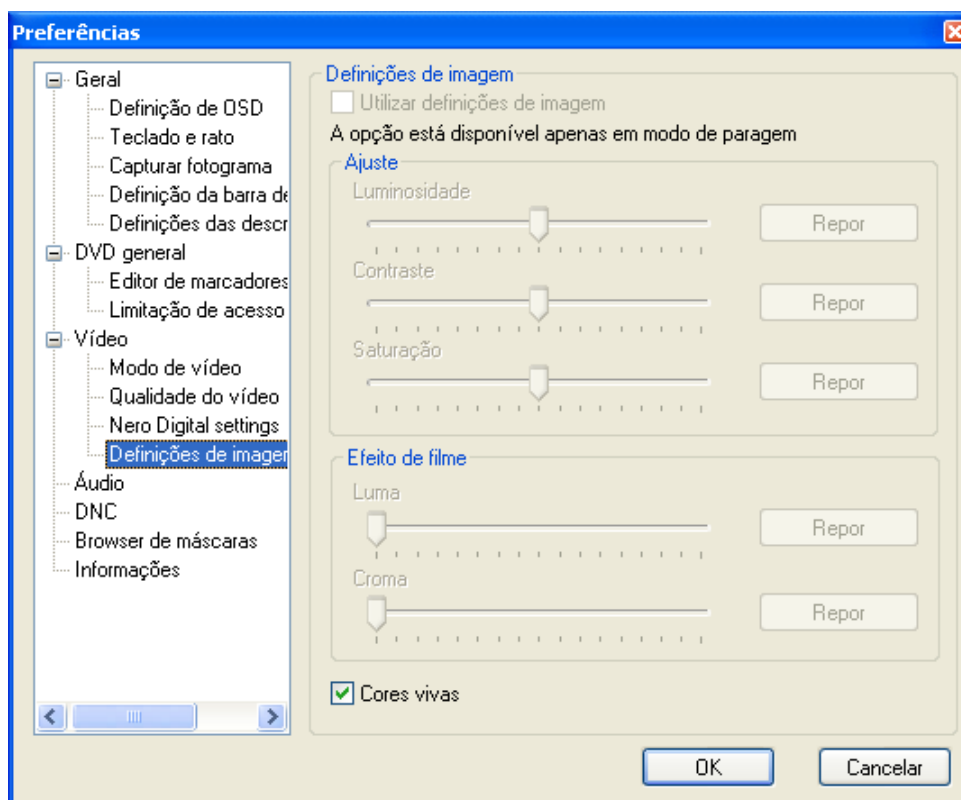 Preferências
Geral
Definição de OSD
Teclado e rato
Capturar fotograma
Definição da barra de
Definições das descr
DVD general
Editor de marcadores
Limitação de acesso
Vídeo
Modo de vídeo
Qualidade do vídeo
Nero Digital settings
Definições de imagem
Áudio
DNC
Browser de máscaras
Informações
Definições de imagem
Utilizar definições de imagem
A opção está disponível apenas em modo de paragem
Ajuste
Luminosidade
Repor
Contraste
Repor
Saturação
Repor
Efeito de filme
Luma
Repor
Croma
Repor
Cores vivas
OK
Cancelar